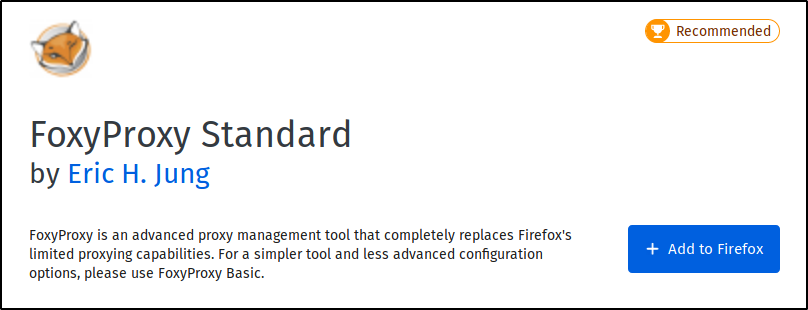 Recommended
FoxyProxy Standard
by Eric H. Jung
FoxyProxy is an advanced proxy management tool that completely replaces Firefox's
limited proxying capabilities. For a simpler tool and less advanced configuration
options, please use FoxyProxy Basic.
+ Add to Firefox